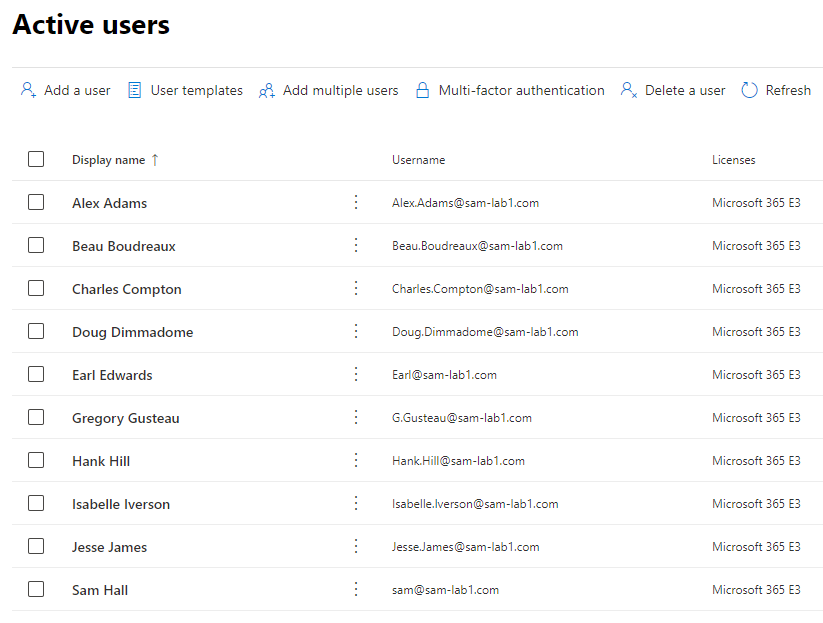 Active users
Add a user User templates Add multiple users Multi-factor authentication Delete a user Refresh
Display name ↑ Username Licenses
Alex Adams Alex.Adams@sam-lab1.com Microsoft 365 E3
Beau Boudreaux Beau.Boudreaux@sam-lab1.com Microsoft 365 E3
Charles Compton Charles.Compton@sam-lab1.com Microsoft 365 E3
Doug Dimmadome Doug.Dimmadome@sam-lab1.com Microsoft 365 E3
Earl Edwards Earl@sam-lab1.com Microsoft 365 E3
Gregory Gusteau G.Gusteau@sam-lab1.com Microsoft 365 E3
Hank Hill Hank.Hill@sam-lab1.com Microsoft 365 E3
Isabelle Iverson Isabelle.Iverson@sam-lab1.com Microsoft 365 E3
Jesse James Jesse.James@sam-lab1.com Microsoft 365 E3
Sam Hall sam@sam-lab1.com Microsoft 365 E3